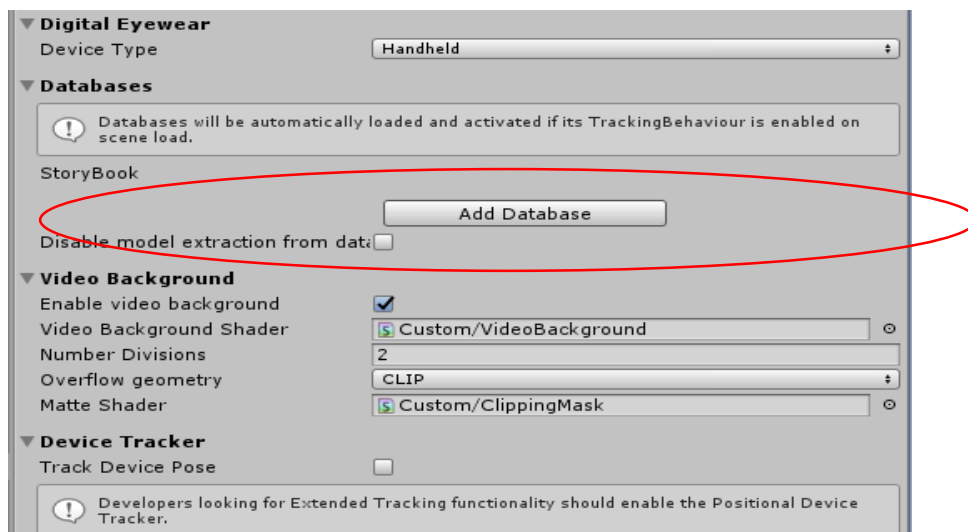 Digital Eyewear
Device Type Handheld
Databases
Databases will be automatically loaded and activated if its TrackingBehaviour is enabled on
scene load.
StoryBook
Add Database
Disable model extraction from data
Video Background
Enable video background
Video Background Shader Custom/VideoBackground
Number Divisions 2
Overflow geometry CLIP
Matte Shader Custom/ClippingMask
Device Tracker
Track Device Pose
Developers looking for Extended Tracking functionality should enable the Positional Device
Tracker.